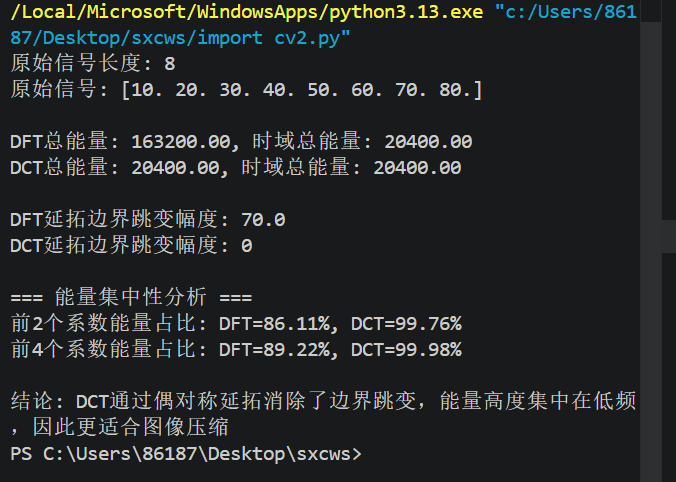 /Local/Microsoft/WindowsApps/python3.13.exe "c:/Users/861
87/Desktop/sxcws/import cv2.py"
原始信号长度: 8
原始信号: [10. 20. 30. 40. 50. 60. 70. 80.]
DFT总能量: 163200.00, 时域总能量: 20400.00
DCT总能量: 20400.00, 时域总能量: 20400.00
DFT延拓边界跳变幅度: 70.0
DCT延拓边界跳变幅度: 0
=== 能量集中性分析 ===
前2个系数能量占比: DFT=86.11%, DCT=99.76%
前4个系数能量占比: DFT=89.22%, DCT=99.98%
结论: DCT通过偶对称延拓消除了边界跳变，能量高度集中在低频
，因此更适合图像压缩
PS C:\Users\86187\Desktop\sxcws>